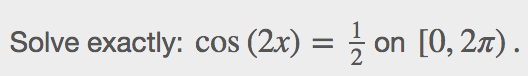 Solve exactly: cos (2x) = 1/2 on [0, 2π) .